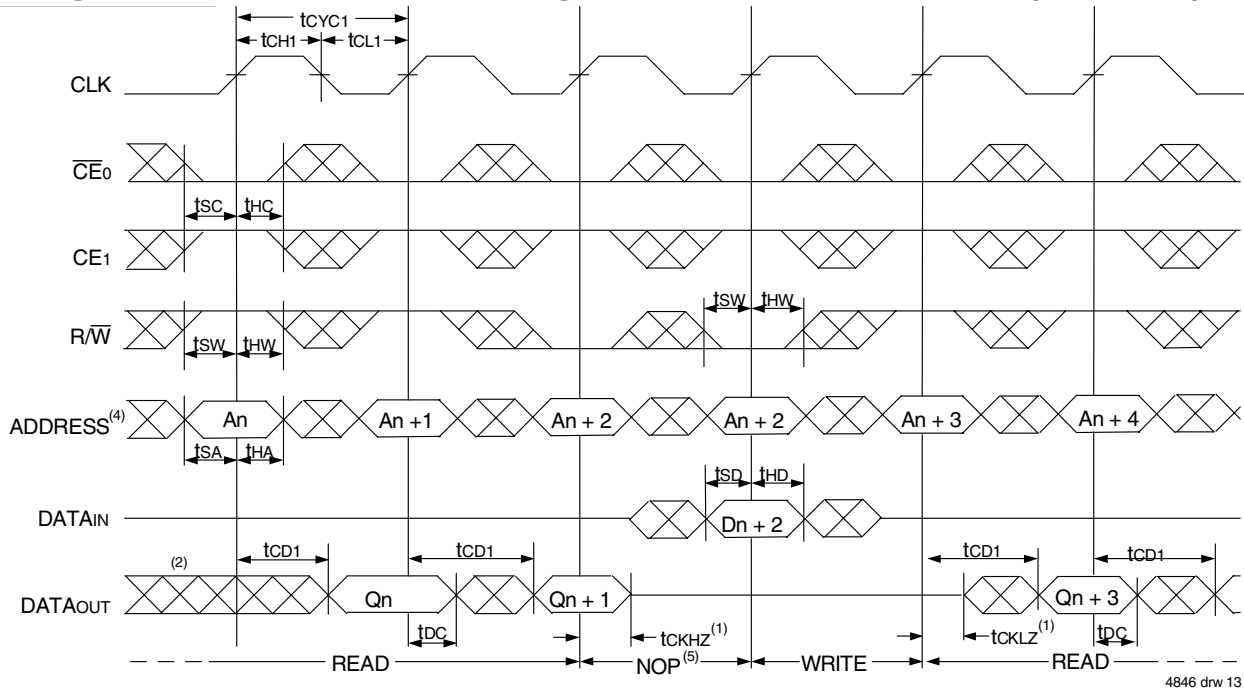 tCYC1
tCH1 tCL1
CLK
CE0
tSC tHC
CE1
tSW tHW
R/W
tSW tHW
ADDRESS(4) An An +1 An + 2 An + 2 An + 3 An + 4
tSA tHA
tSD tHD
DATAIN Dn + 2
(2) tCD1 tCD1 tCD1 tCD1
DATAOUT Qn Qn + 1 Qn + 3
tDC tCKHZ(1) tCKLZ(1) tDC
READ NOP(5) WRITE READ
4846 drw 13